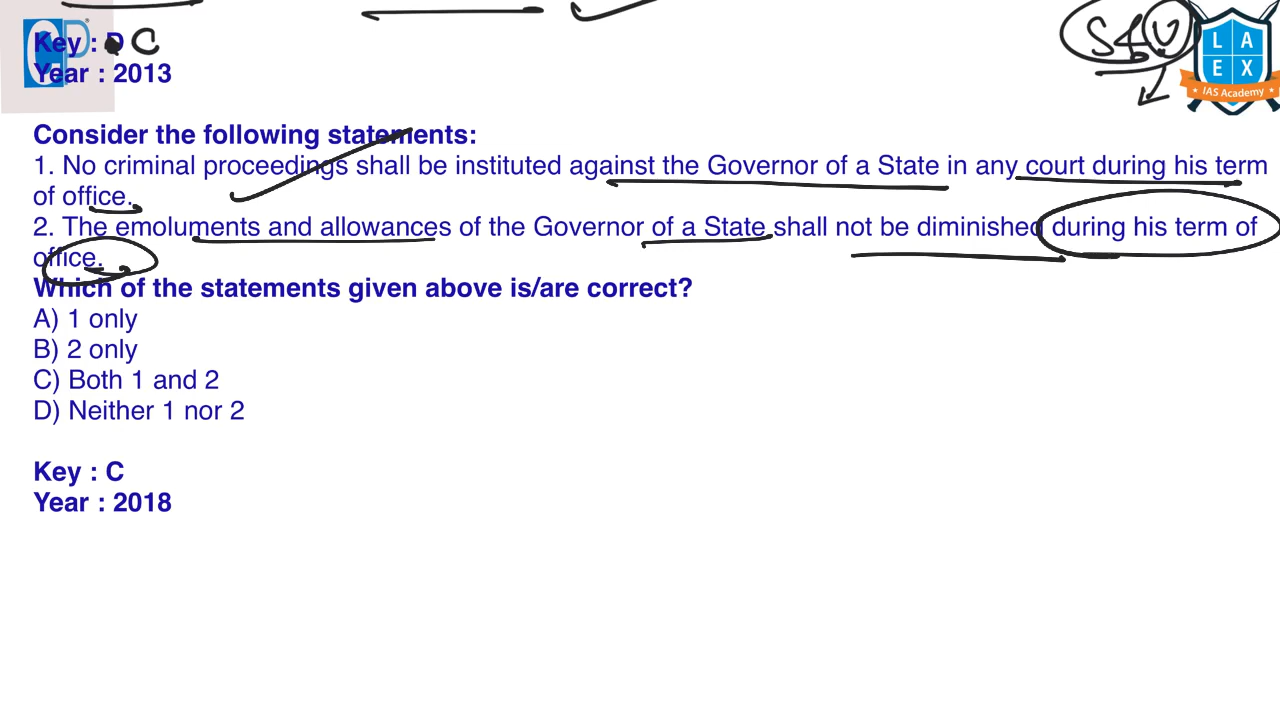 Key : D C
Year : 2013
L A
E X
IAS Academy
Consider the following statements:
1. No criminal proceedings shall be instituted against the Governor of a State in any court during his term
of office.
2. The emoluments and allowances of the Governor of a State shall not be diminished during his term of
office.
Which of the statements given above is/are correct?
A) 1 only
B) 2 only
C) Both 1 and 2
D) Neither 1 nor 2
Key : C
Year : 2018